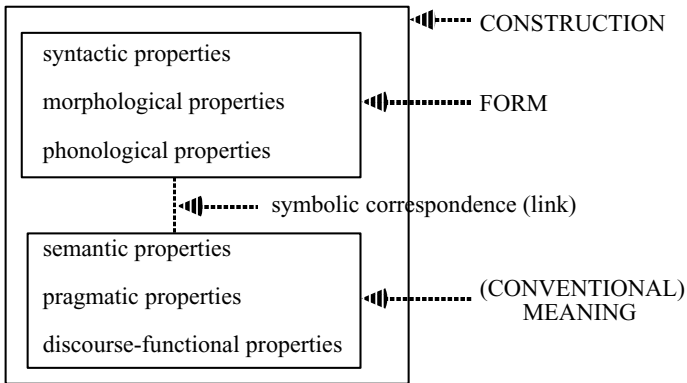 CONSTRUCTION
syntactic properties
morphological properties
FORM
phonological properties
symbolic correspondence (link)
semantic properties
pragmatic properties
(CONVENTIONAL)
MEANING
discourse-functional properties